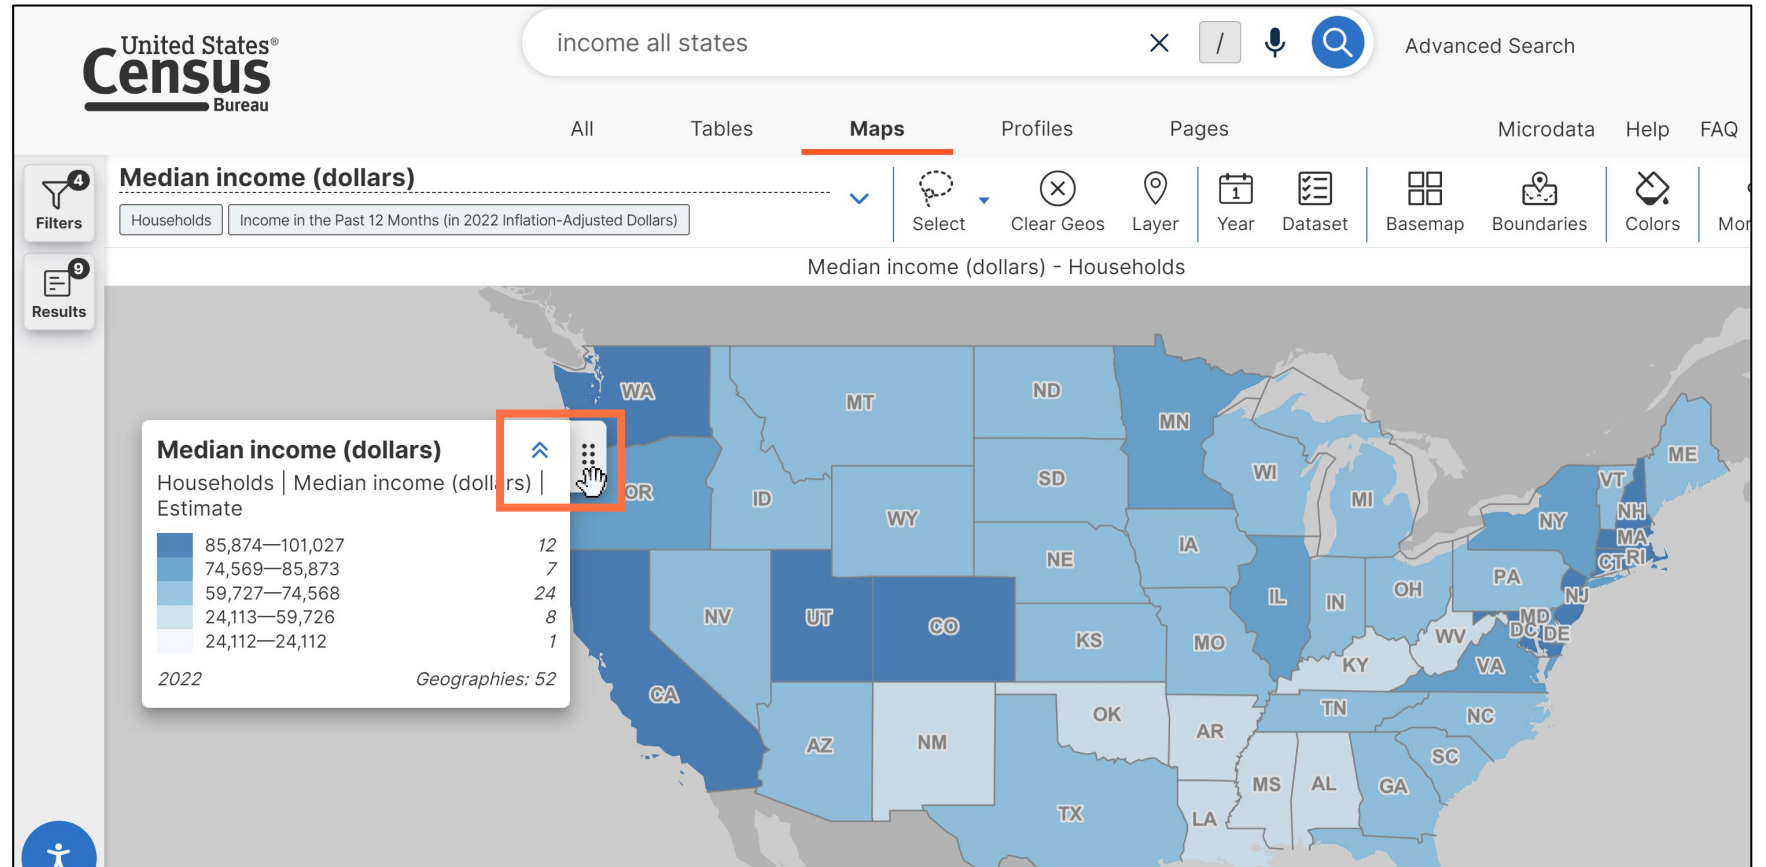 United States®
Census
Bureau
income all states
/
Advanced Search
All Tables Maps Profiles Pages
Microdata Help FAQ
4
Filters
9
Results
Median income (dollars)
Households
Income in the Past 12 Months (in 2022 Inflation-Adjusted Dollars)
Select
Clear Geos
Layer
1
Year
Dataset
Basemap
Boundaries
Colors
Mor
Median income (dollars) - Households
Median income (dollars)
Households | Median income (dollars) |
Estimate
85,874—101,027 12
74,569—85,873 7
59,727—74,568 24
24,113—59,726 8
24,112—24,112 1
2022 Geographies: 52
WA
MT
ND
MN
ME
OR
ID
SD
WI
MI
VT
NH
WY
NY
MA
IA
CT
RI
NE
PA
NV
UT
CO
IL
IN
OH
NJ
KS
MO
WV
MD
DC
DE
KY
VA
CA
OK
TN
NC
AZ
NM
AR
SC
MS
AL
GA
TX
LA